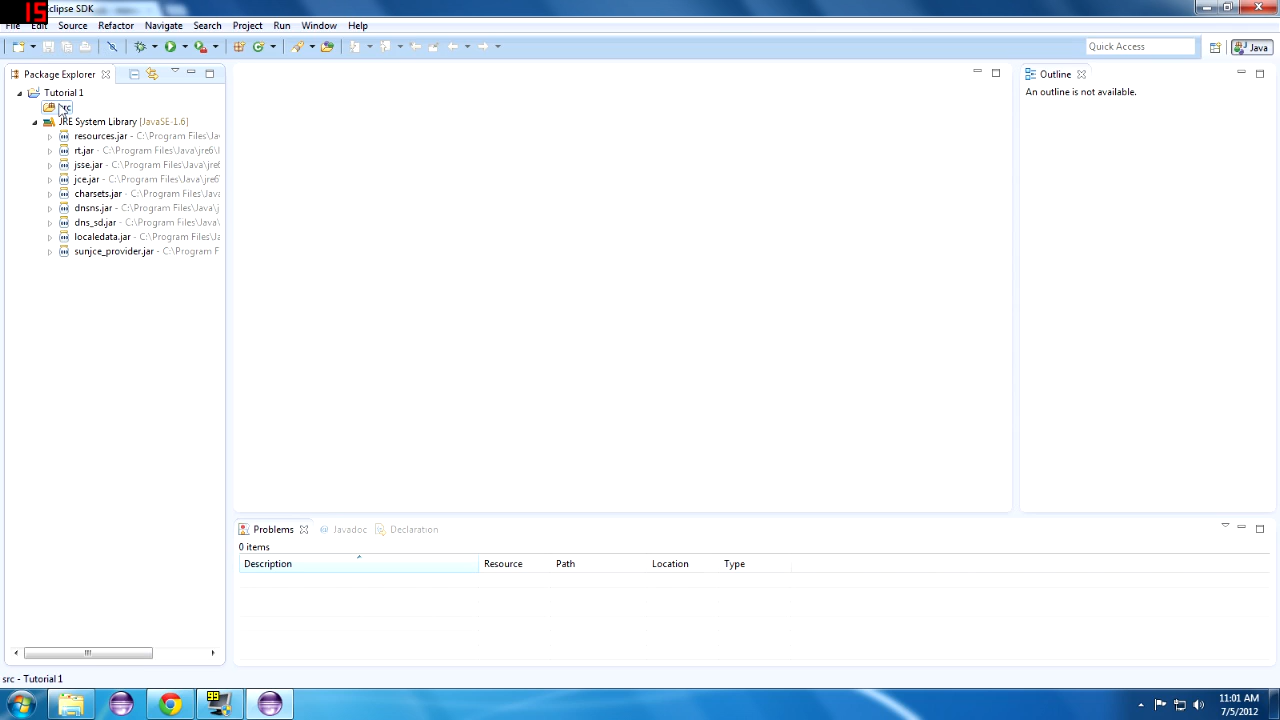 15
clipse SDK
File Edit Source Refactor Navigate Search Project Run Window Help
Quick Access
Java
Package Explorer
Tutorial 1
JRE System Library [JavaSE-1.6]
resources.jar - C:\Program Files\Ja
rt.jar - C:\Program Files\Java\jre6\l
jsse.jar - C:\Program Files\Java\jre
jce.jar - C:\Program Files\Java\jre6
charsets.jar - C:\Program Files\Java
dnsns.jar - C:\Program Files\Java\j
dns_sd.jar - C:\Program Files\Java\
localedata.jar - C:\Program Files\Ja
sunjce_provider.jar - C:\Program F
Outline
An outline is not available.
Problems @ Javadoc Declaration
0 items
Description Resource Path Location Type
src - Tutorial 1
99
11:01 AM
7/5/2012